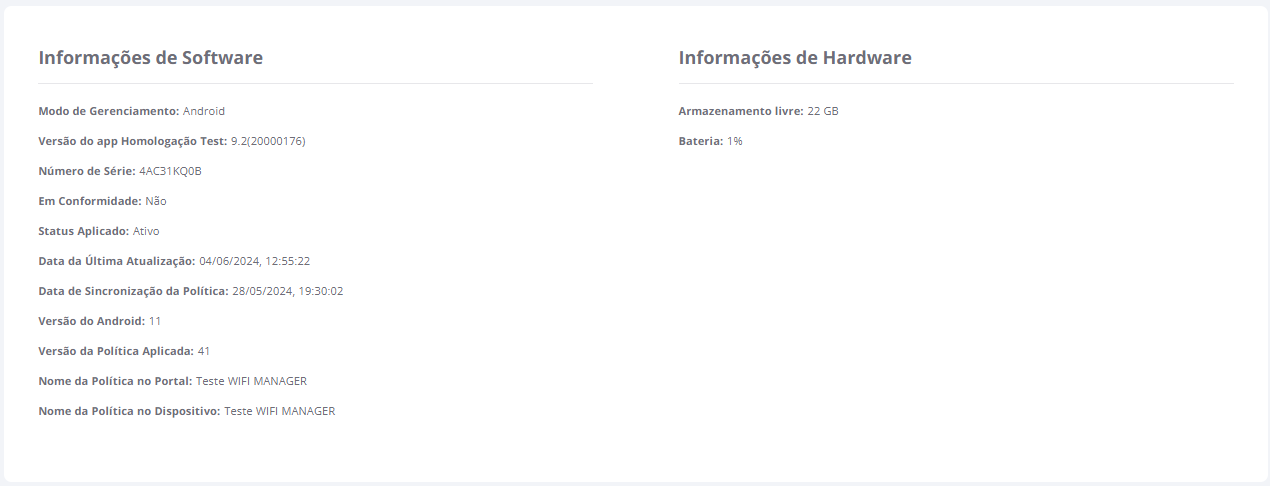 Informações de Software
Modo de Gerenciamento: Android
Versão do app Homologação Test: 9.2(20000176)
Número de Série: 4AC31KQ0B
Em Conformidade: Não
Status Aplicado: Ativo
Data da Última Atualização: 04/06/2024, 12:55:22
Data de Sincronização da Política: 28/05/2024, 19:30:02
Versão do Android: 11
Versão da Política Aplicada: 41
Nome da Política no Portal: Teste WIFI MANAGER
Nome da Política no Dispositivo: Teste WIFI MANAGER
Informações de Hardware
Armazenamento livre: 22 GB
Bateria: 1%